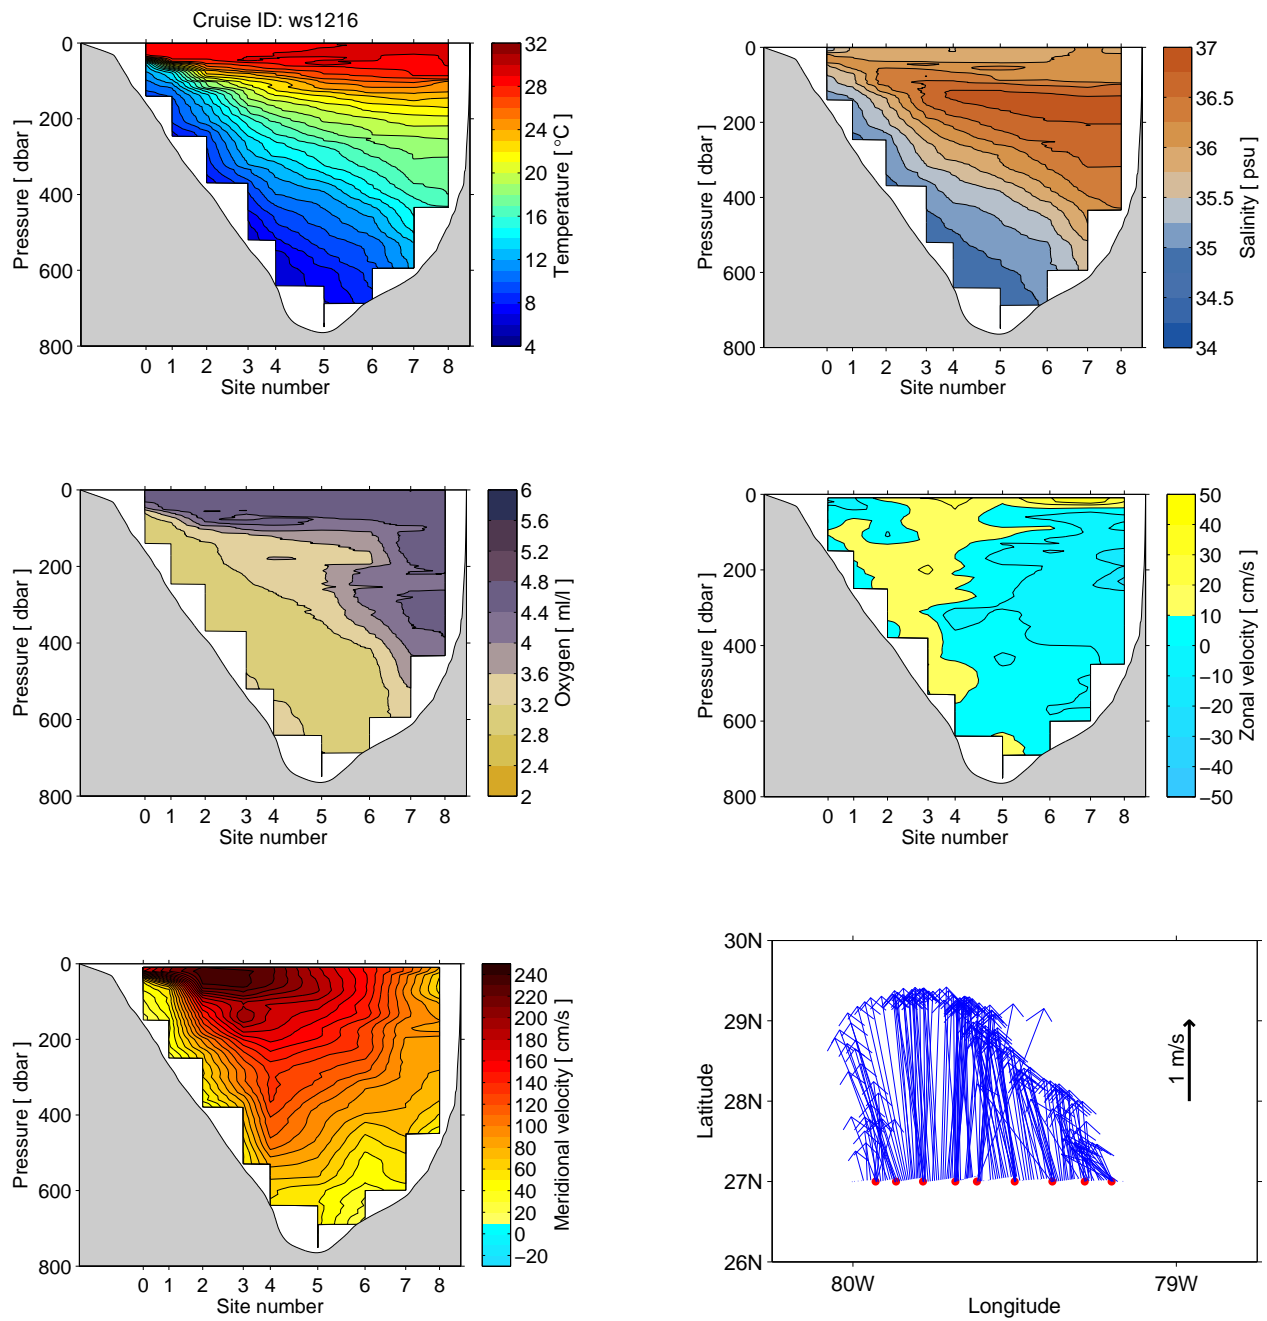 Cruise ID: ws1216
0
200
400
600
800
Pressure [ dbar ]
0 1 2 3 4 5 6 7 8
Site number
32
28
24
20
16
12
8
4
Temperature [ °C ]
0
200
400
600
800
Pressure [ dbar ]
0 1 2 3 4 5 6 7 8
Site number
37
36.5
36
35.5
35
34.5
34
Salinity [ psu ]
0
200
400
600
800
Pressure [ dbar ]
0 1 2 3 4 5 6 7 8
Site number
6
5.6
5.2
4.8
4.4
4
3.6
3.2
2.8
2.4
2
Oxygen [ ml/l ]
0
200
400
600
800
Pressure [ dbar ]
0 1 2 3 4 5 6 7 8
Site number
50
40
30
20
10
0
−10
−20
−30
−40
−50
Zonal velocity [ cm/s ]
0
200
400
600
800
Pressure [ dbar ]
0 1 2 3 4 5 6 7 8
Site number
240
220
200
180
160
140
120
100
80
60
40
20
0
−20
Meridional velocity [ cm/s ]
30N
29N
28N
27N
26N
Latitude
1 m/s
80W 79W
Longitude